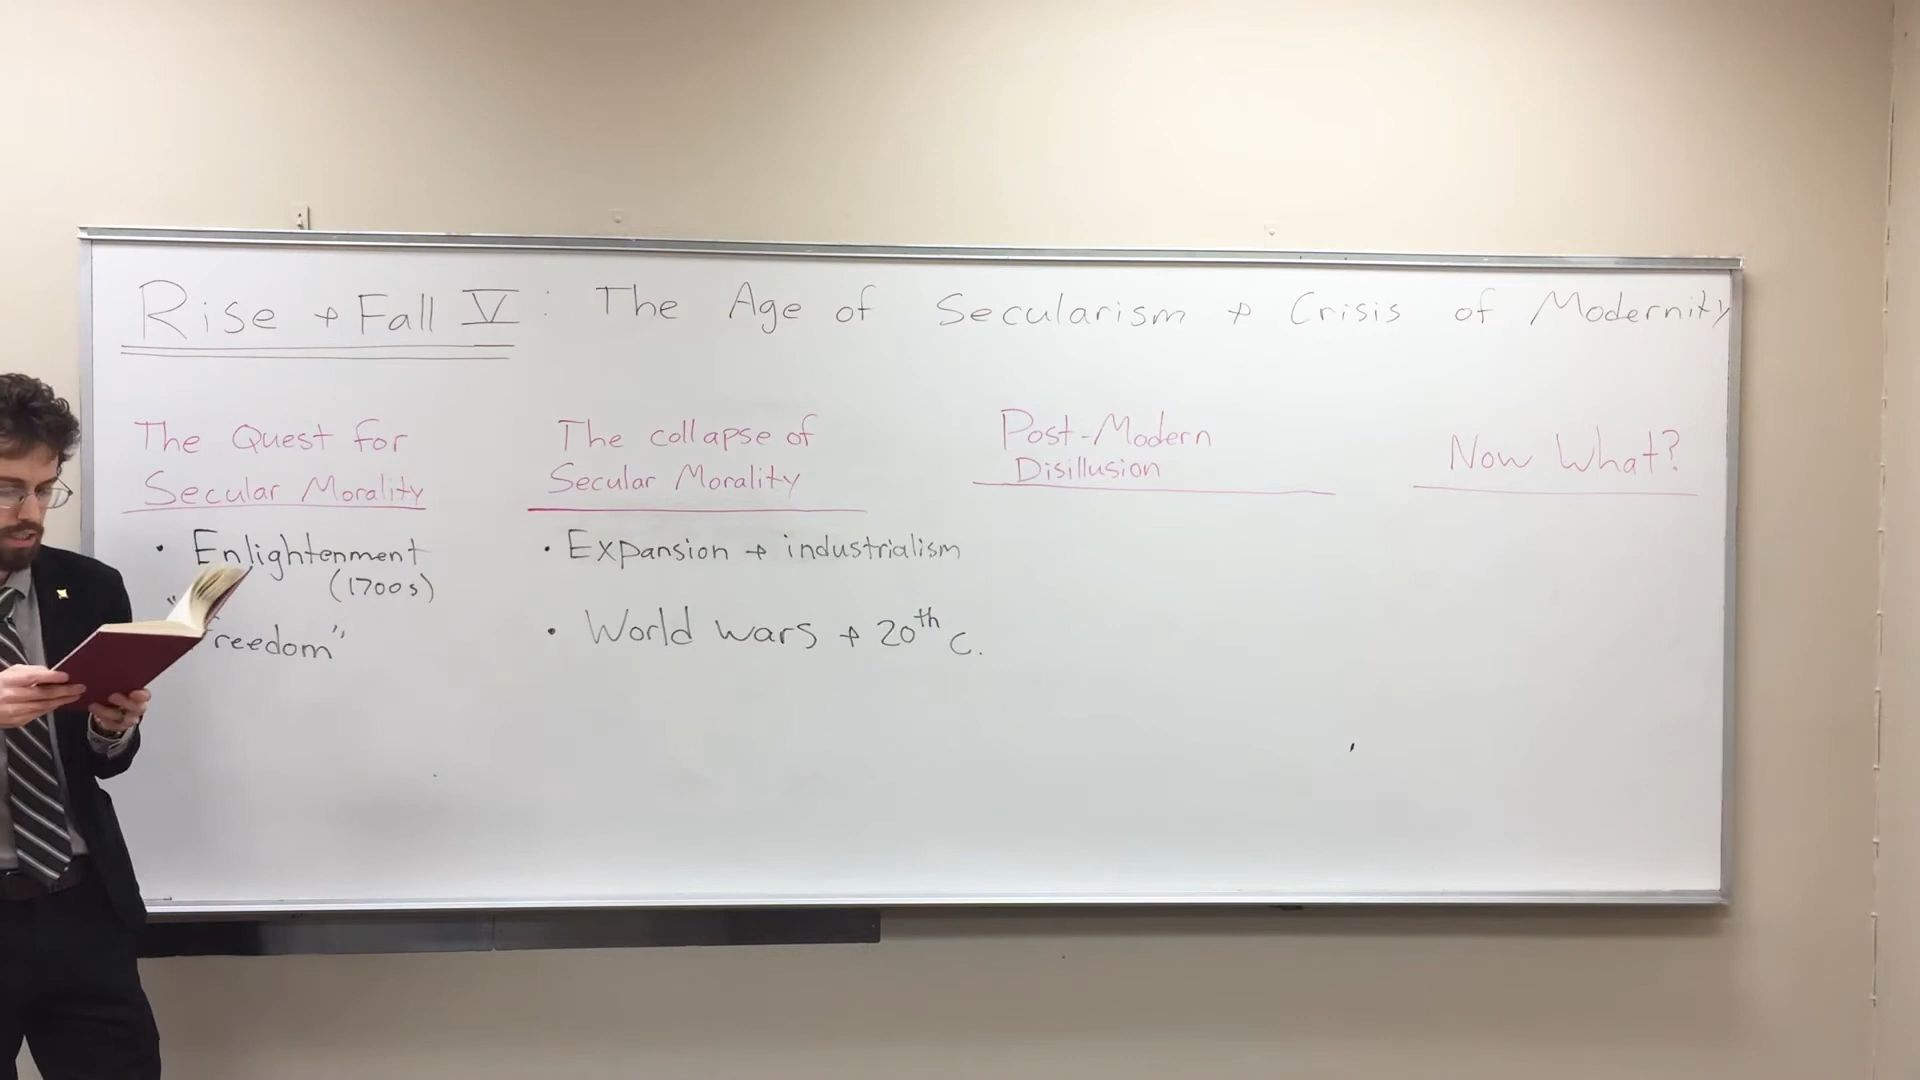 Rise + Fall V: The Age of Secularism + Crisis of Modernity
The Quest for
Secular Morality
• Enlightenment
(1700s)
"Freedom"
The collapse of
Secular Morality
• Expansion + industrialism
• World wars + 20th c.
Post-Modern
Disillusion
Now What?